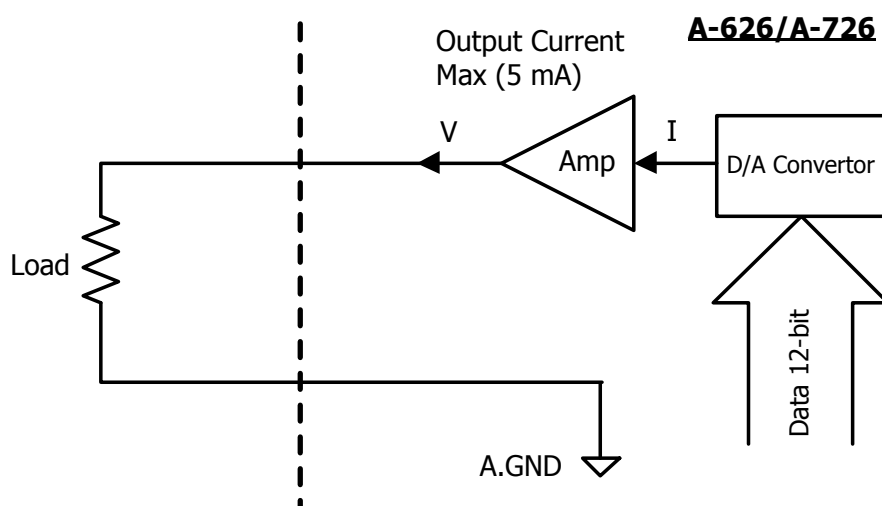 A-626/A-726
Output Current
Max (5 mA)
V
I
Amp
D/A Convertor
Load
Data 12-bit
A.GND